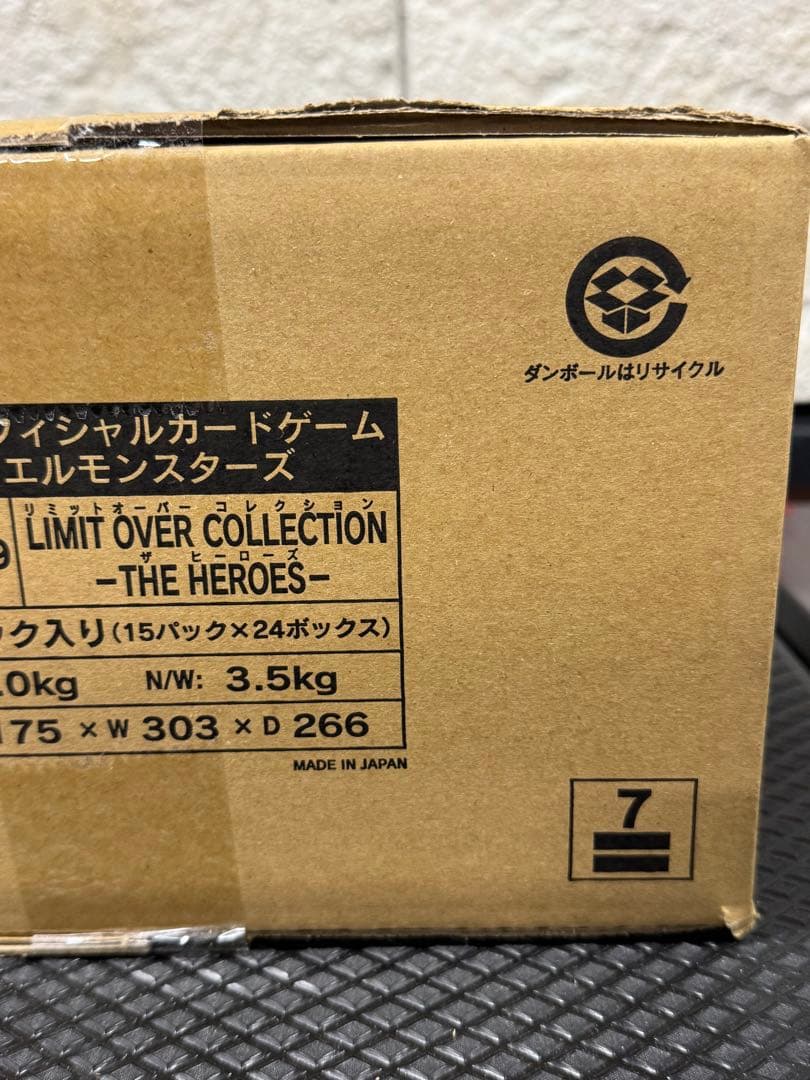 ダンボールはリサイクル
フィシャルカードゲーム
エルモンスターズ
リミットオーバー コレクション
9 LIMIT OVER COLLECTION
ザ ヒーローズ
-THE HEROES-
ック入り(15パック×24ボックス)
.0kg N/W: 3.5kg
175 × W 303 × D 266
MADE IN JAPAN
7